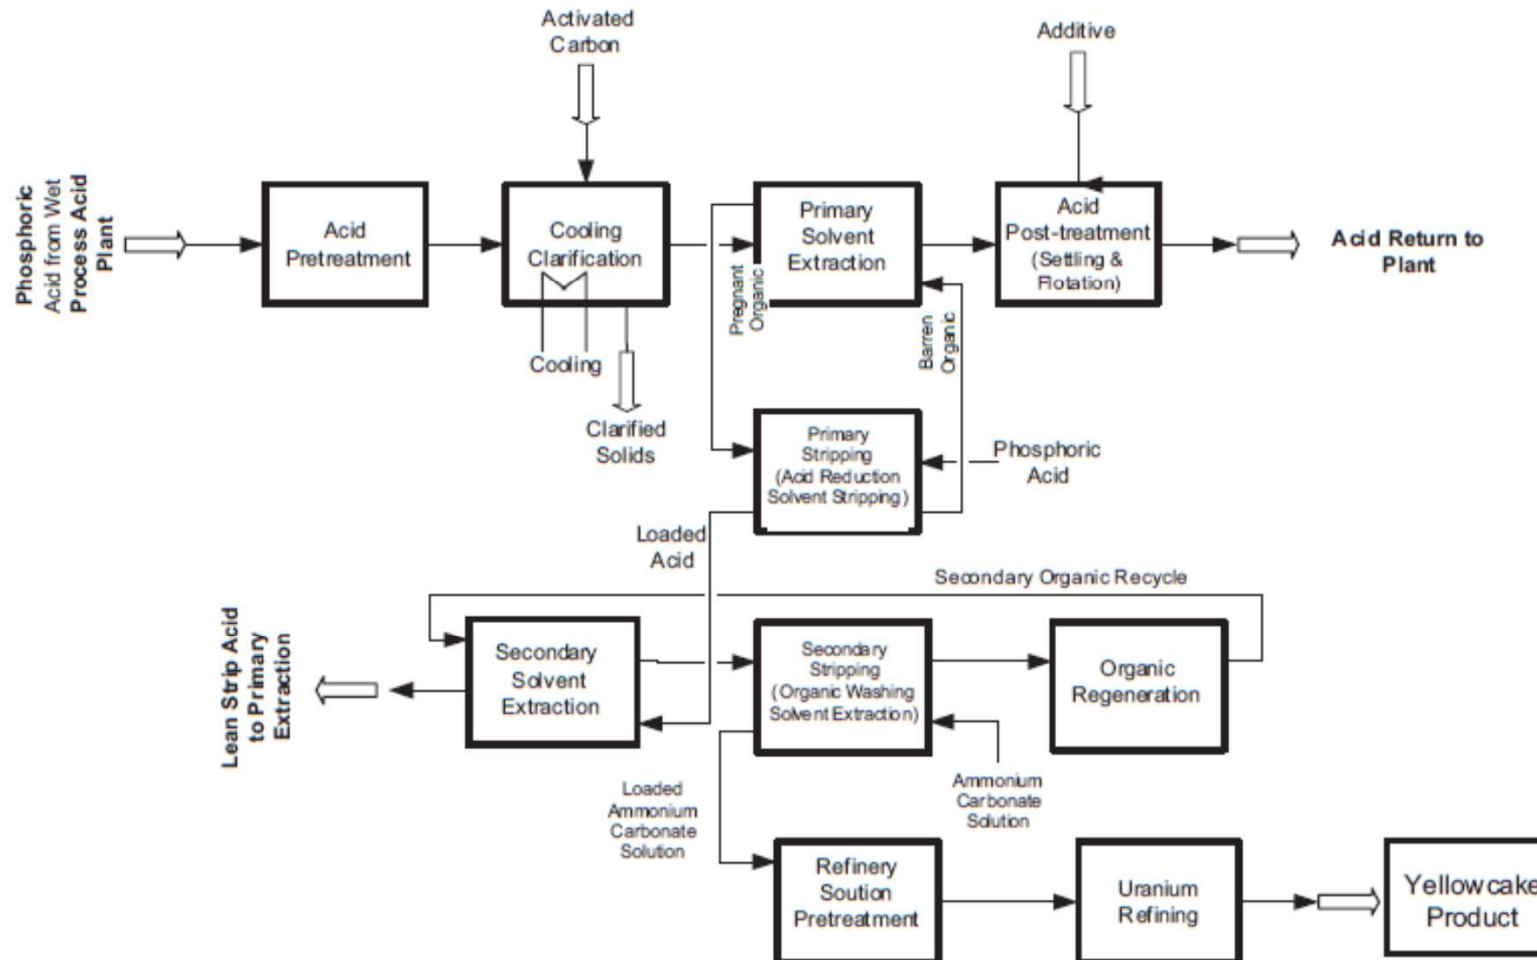 Activated
Carbon
Additive
Phosphoric
Acid from Wet
Process Acid
Plant
Acid
Pretreatment
Cooling
Clarification
Primary
Solvent
Extraction
Acid
Post-treatment
(Settling &
Flotation)
Acid Return to
Plant
Pregnant
Organic
Barren
Organic
Cooling
Clarified
Solids
Primary
Stripping
(Acid Reduction
Solvent Stripping)
Phosphoric
Acid
Loaded
Acid
Secondary Organic Recycle
Lean Strip Acid
to Primary
Extraction
Secondary
Solvent
Extraction
Secondary
Stripping
(Organic Washing
Solvent Extraction)
Organic
Regeneration
Loaded
Ammonium
Carbonate
Solution
Ammonium
Carbonate
Solution
Refinery
Soution
Pretreatment
Uranium
Refining
Yellowcake
Product